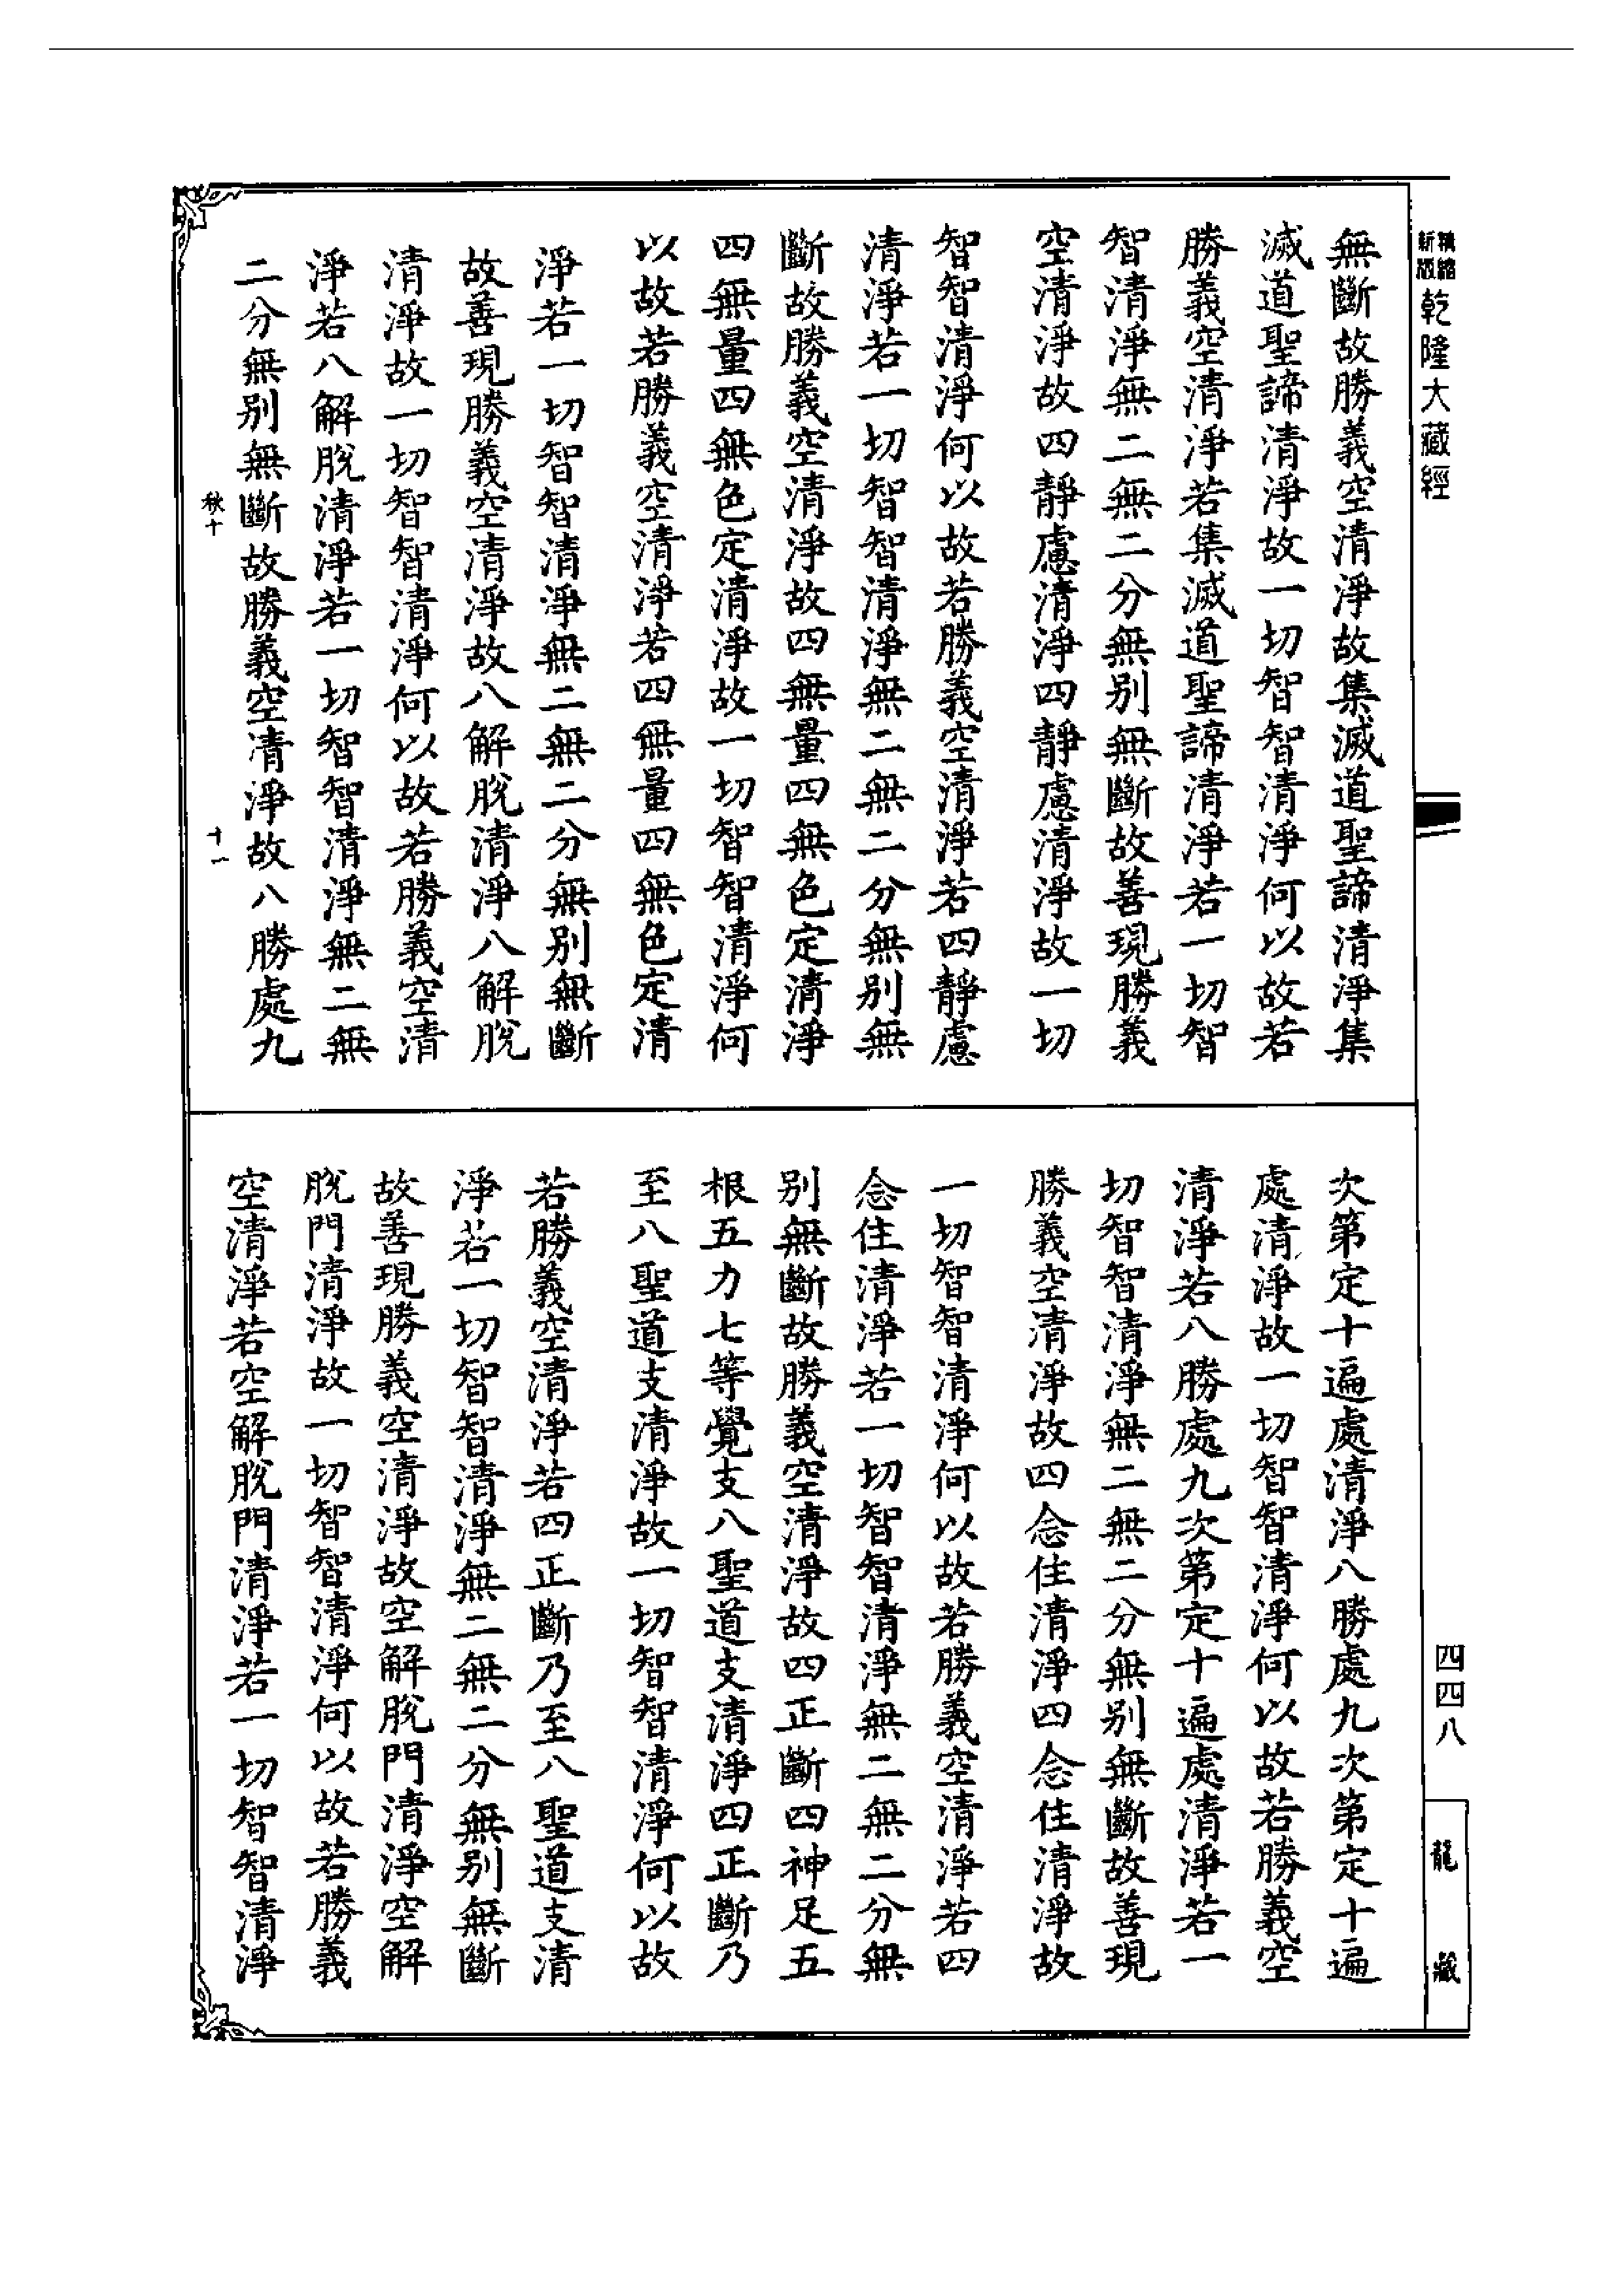 精縮
新版
乾隆大藏經
無斷故勝義空清淨故集滅道聖諦清淨集
滅道聖諦清淨故一切智智清淨何以故若
勝義空清淨若集滅道聖諦清淨若一切智
智清淨無二無二分無別無斷故善現勝義
空清淨故四靜慮清淨四靜慮清淨故一切
智智清淨何以故若勝義空清淨若四靜慮
清淨若一切智智清淨無二無二分無別無
斷故勝義空清淨故四無量四無色定清淨
四無量四無色定清淨故一切智智清淨何
以故若勝義空清淨若四無量四無色定清
淨若一切智智清淨無二無二分無別無斷
故善現勝義空清淨故八解脫清淨八解脫
清淨故一切智智清淨何以故若勝義空清
淨若八解脫清淨若一切智智清淨無二無
二分無別無斷故勝義空清淨故八勝處九
秋十
十一
次第定十遍處清淨八勝處九次第定十遍
處清淨故一切智智清淨何以故若勝義空
清淨若八勝處九次第定十遍處清淨若一
切智智清淨無二無二分無別無斷故善現
勝義空清淨故四念住清淨四念住清淨故
一切智智清淨何以故若勝義空清淨若四
念住清淨若一切智智清淨無二無二分無
別無斷故勝義空清淨故四正斷四神足五
根五力七等覺支八聖道支清淨四正斷乃
至八聖道支清淨故一切智智清淨何以故
若勝義空清淨若四正斷乃至八聖道支清
淨若一切智智清淨無二無二分無別無斷
故善現勝義空清淨故空解脫門清淨空解
脫門清淨故一切智智清淨何以故若勝義
空清淨若空解脫門清淨若一切智智清淨
四四八
龍藏